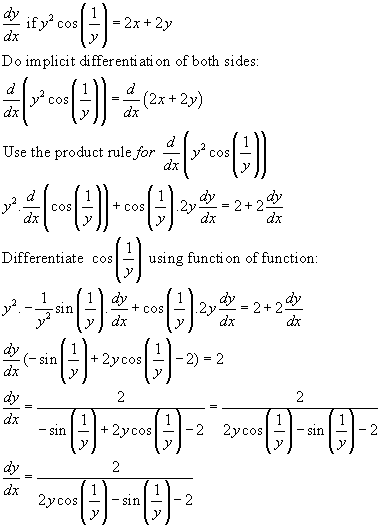 dy/dx if y² cos(1/y) = 2x + 2y
Do implicit differentiation of both sides:
d/dx (y² cos(1/y)) = d/dx (2x + 2y)
Use the product rule for d/dx (y² cos(1/y))
y². d/dx (cos(1/y)) + cos(1/y).2y dy/dx = 2 + 2 dy/dx
Differentiate cos(1/y) using function of function:
y². − 1/y² sin(1/y). dy/dx + cos(1/y).2y dy/dx = 2 + 2 dy/dx
dy/dx (− sin(1/y) + 2y cos(1/y) − 2) = 2
dy/dx = 2/(− sin(1/y) + 2y cos(1/y) − 2) = 2/(2y cos(1/y) − sin(1/y) − 2)
dy/dx = 2/(2y cos(1/y) − sin(1/y) − 2)